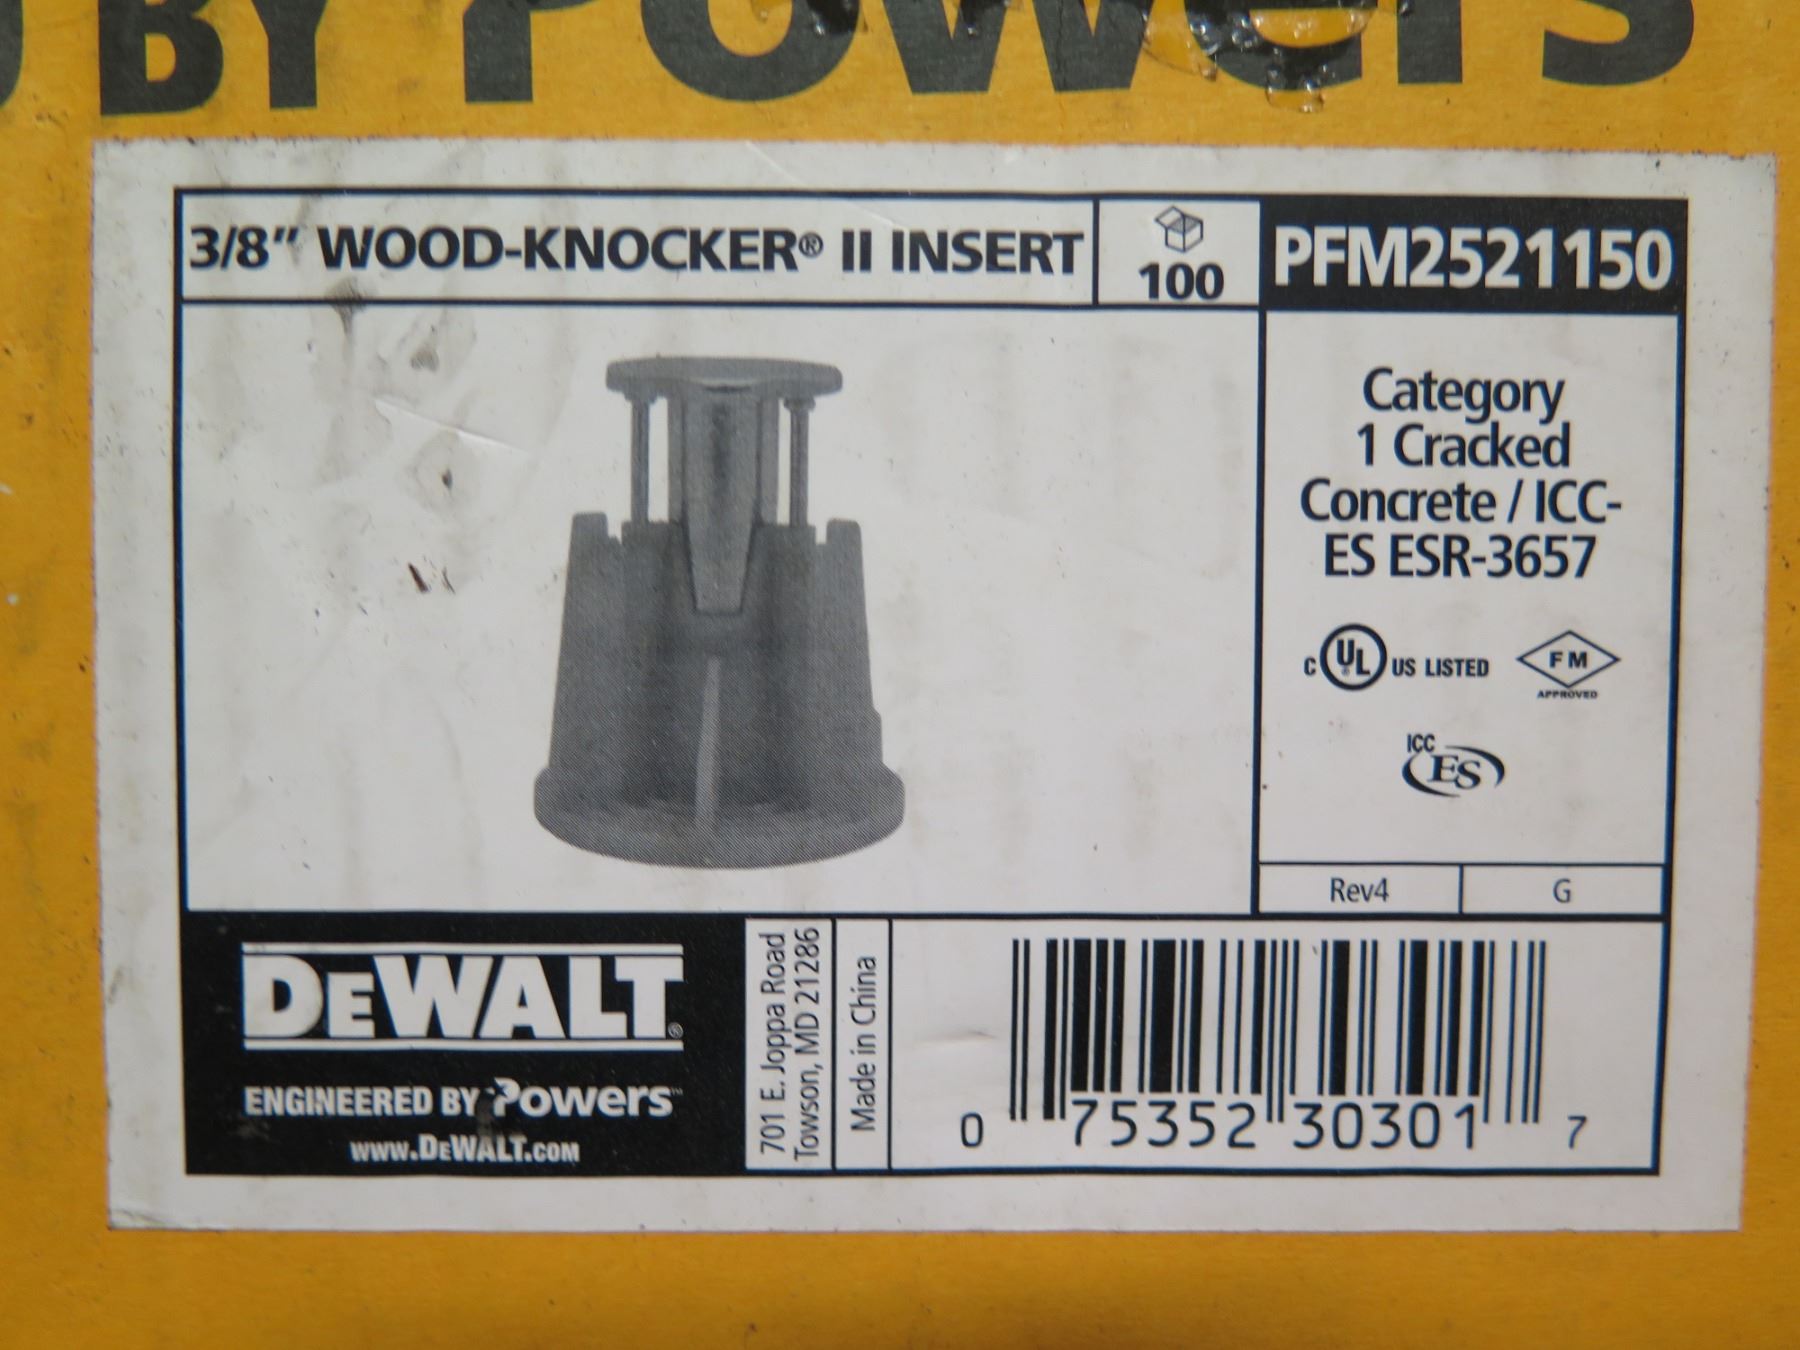 BY Powers
3/8" WOOD-KNOCKER® II INSERT
100
PFM2521150
Category
1 Cracked
Concrete / ICC-
ES ESR-3657
C UL® US LISTED
FM
APPROVED
ICC
ES
Rev4
G
DEWALT®
ENGINEERED BY Powers™
www.DEWALT.COM
701 E. Joppa Road
Towson, MD 21286
Made in China
0 75352 30301 7